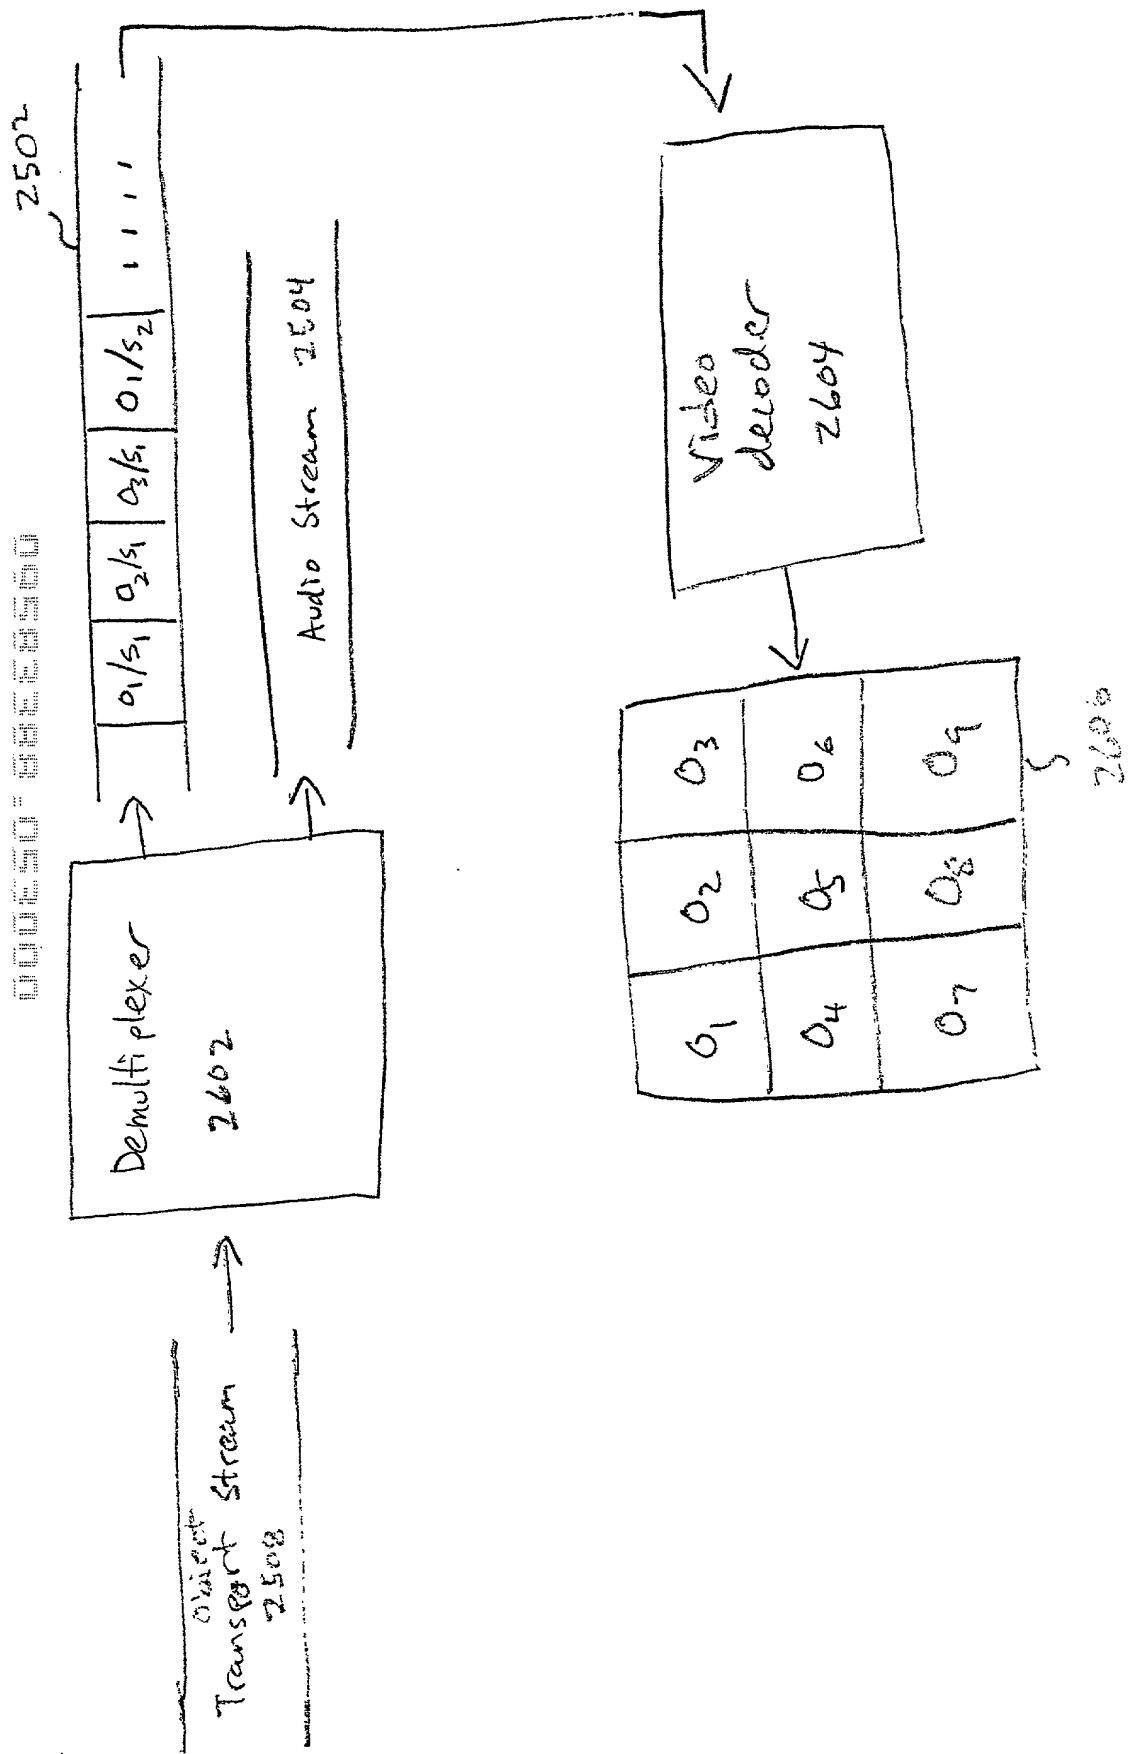 Object
Transport Stream
2508
Demultiplexer
2602
2502
O1/S1 | O2/S1 | O3/S1 | O1/S2 | . . . .
Audio Stream 2504
Video
decoder
2604
O1 O2 O3
O4 O5 O6
O7 O8 O9
2606